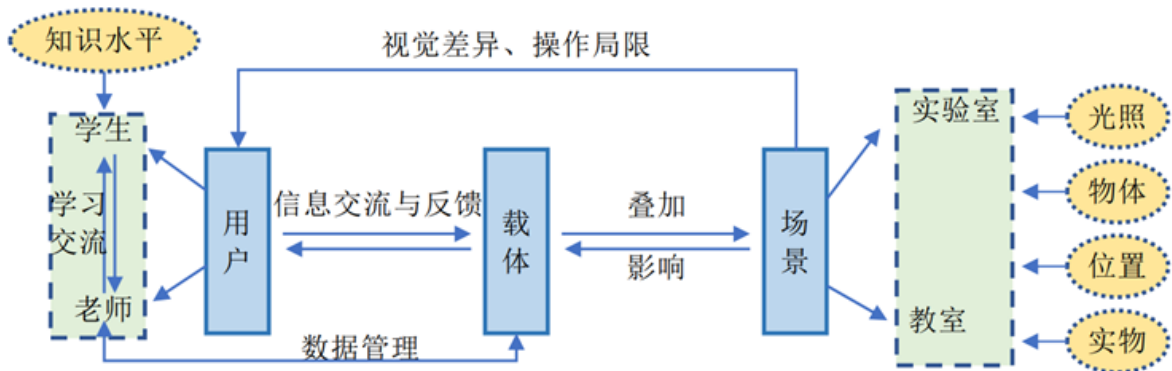 知识水平
视觉差异、操作局限
学生
学习
交流
老师
用户
信息交流与反馈
载体
叠加
影响
场景
数据管理
实验室
教室
光照
物体
位置
实物